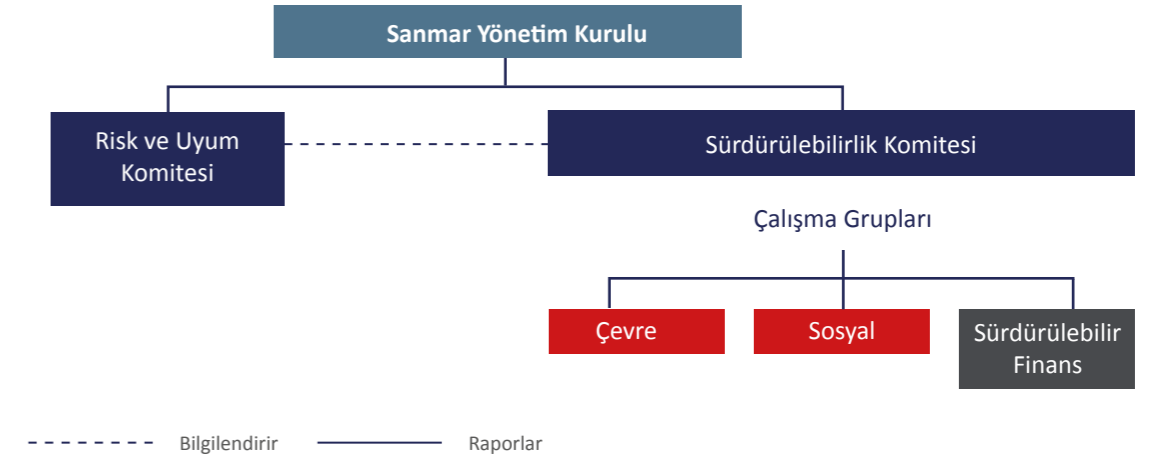 Sanmar Yönetim Kurulu
Risk ve Uyum
Komitesi
Sürdürülebilirlik Komitesi
Çalışma Grupları
Çevre
Sosyal
Sürdürülebilir
Finans
Bilgilendirir
Raporlar